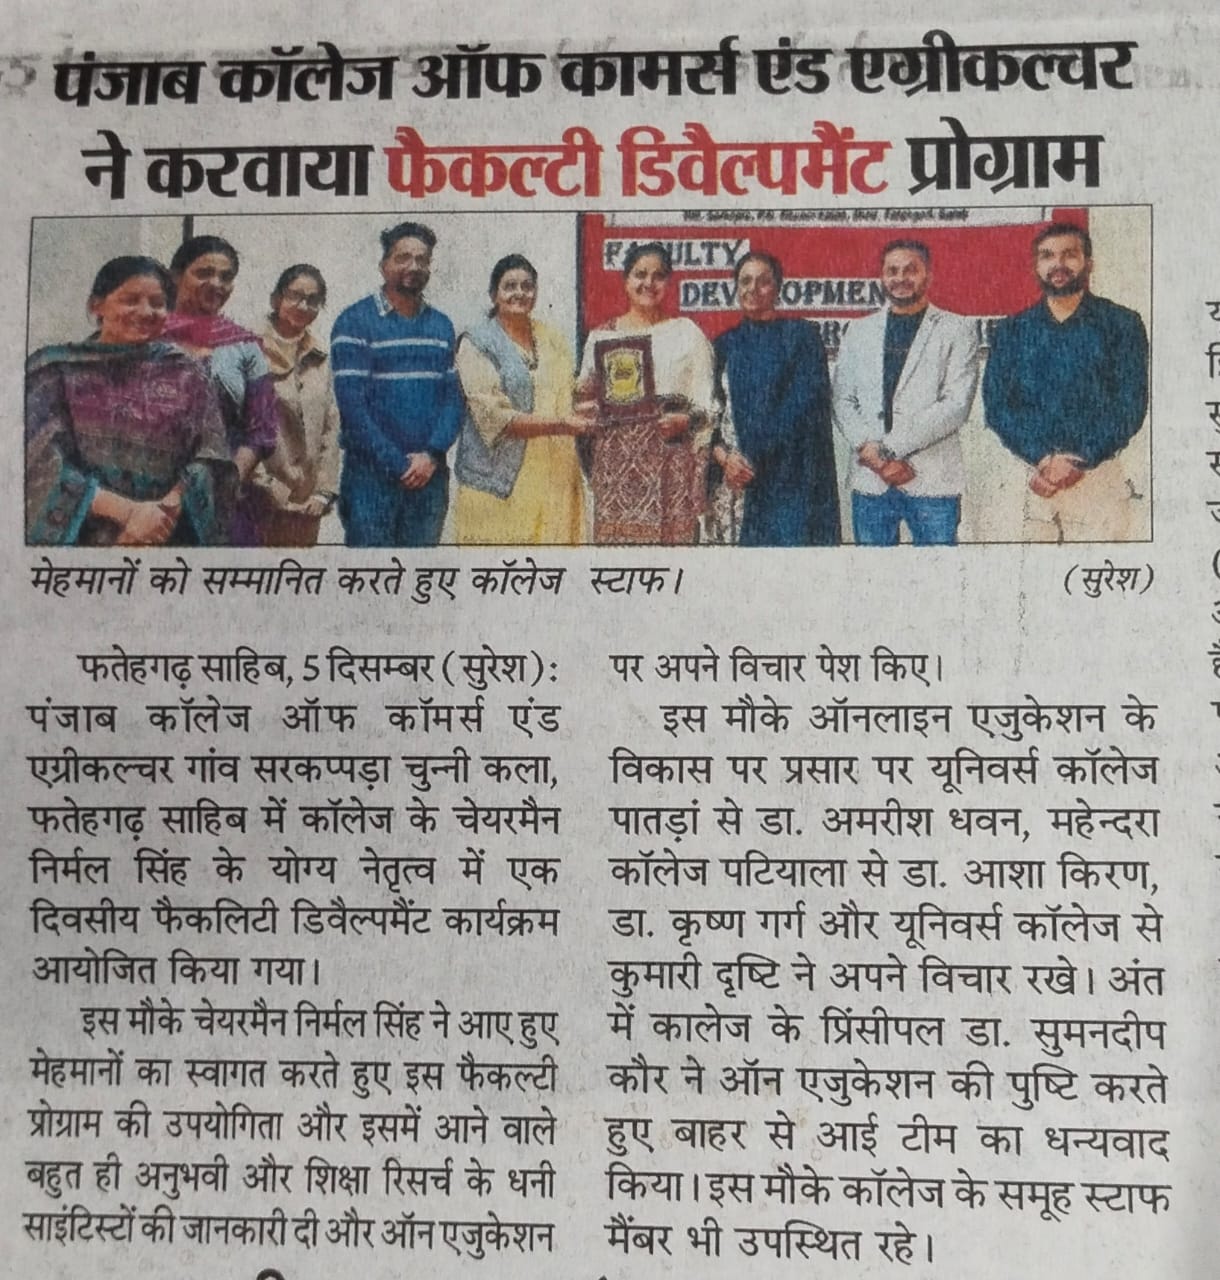 पंजाब कॉलेज ऑफ कामर्स एंड एग्रीकल्चर
ने करवाया फैकल्टी डिवैल्पमैंट प्रोग्राम
FACULTY
DEVELOPMENT
मेहमानों को सम्मानित करते हुए कॉलेज स्टाफ।
(सुरेश)
फतेहगढ़ साहिब, 5 दिसम्बर (सुरेश):
पंजाब कॉलेज ऑफ कॉमर्स एंड
एग्रीकल्चर गांव सरकप्पड़ा चुन्नी कला,
फतेहगढ़ साहिब में कॉलेज के चेयरमैन
निर्मल सिंह के योग्य नेतृत्व में एक
दिवसीय फैकलिटी डिवैल्पमैंट कार्यक्रम
आयोजित किया गया।
इस मौके चेयरमैन निर्मल सिंह ने आए हुए
मेहमानों का स्वागत करते हुए इस फैकल्टी
प्रोग्राम की उपयोगिता और इसमें आने वाले
बहुत ही अनुभवी और शिक्षा रिसर्च के धनी
साइंटिस्टों की जानकारी दी और ऑन एजुकेशन
पर अपने विचार पेश किए।
इस मौके ऑनलाइन एजुकेशन के
विकास पर प्रसार पर यूनिवर्स कॉलेज
पातड़ां से डा. अमरीश धवन, महेन्दरा
कॉलेज पटियाला से डा. आशा किरण,
डा. कृष्ण गर्ग और यूनिवर्स कॉलेज से
कुमारी दृष्टि ने अपने विचार रखे। अंत
में कालेज के प्रिंसीपल डा. सुमनदीप
कौर ने ऑन एजुकेशन की पुष्टि करते
हुए बाहर से आई टीम का धन्यवाद
किया। इस मौके कॉलेज के समूह स्टाफ
मैंबर भी उपस्थित रहे।